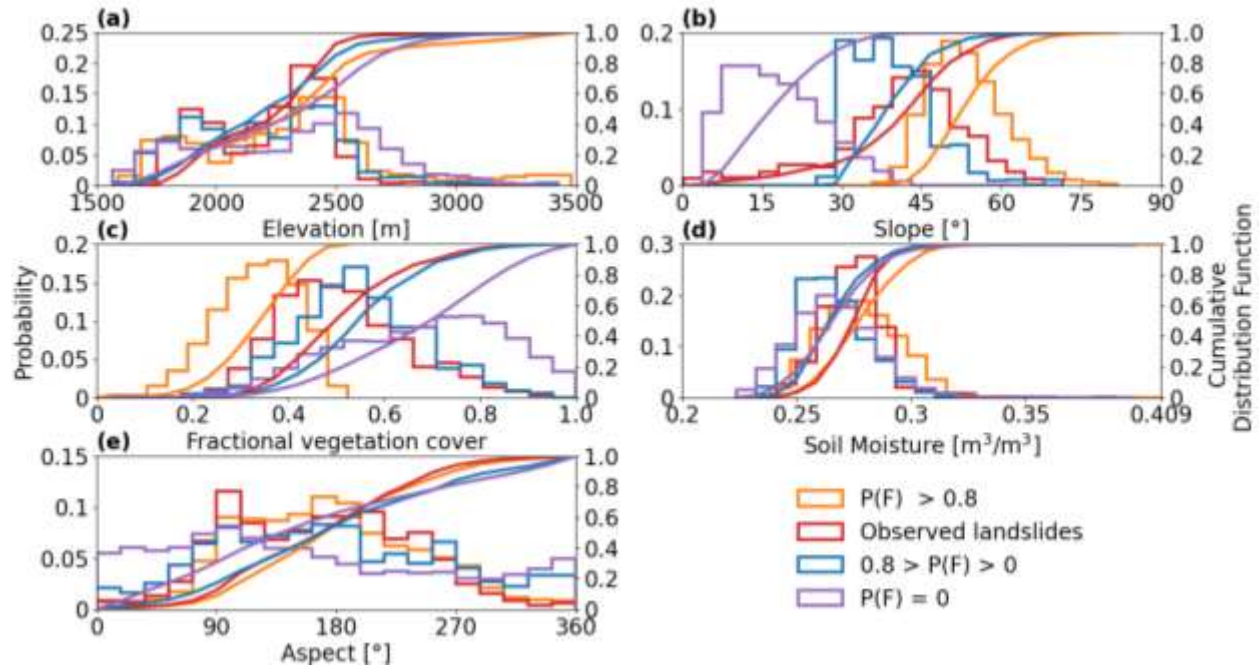 (a)
0.25
0.20
0.15
0.1
0.05
0
1.0
0.8
0.6
0.4
0.2
0
1500 2000 2500 3000 3500
Elevation [m]
(b)
0.2
0.1
0
1.0
0.8
0.6
0.4
0.2
0
0 15 30 45 60 75 90
Slope [°]
(c)
0.2
0.15
0.1
0.05
0
1.0
0.8
0.6
0.4
0.2
0
0 0.2 0.4 0.6 0.8 1.0
Fractional vegetation cover
Probability
(d)
0.3
0.2
0.1
0
1.0
0.8
0.6
0.4
0.2
0
0.2 0.25 0.3 0.35 0.409
Soil Moisture [m³/m³]
Cumulative
Distribution Function
(e)
0.15
0.1
0.05
0
1.0
0.8
0.6
0.4
0.2
0
0 90 180 270 360
Aspect [°]
P(F) > 0.8
Observed landslides
0.8 > P(F) > 0
P(F) = 0